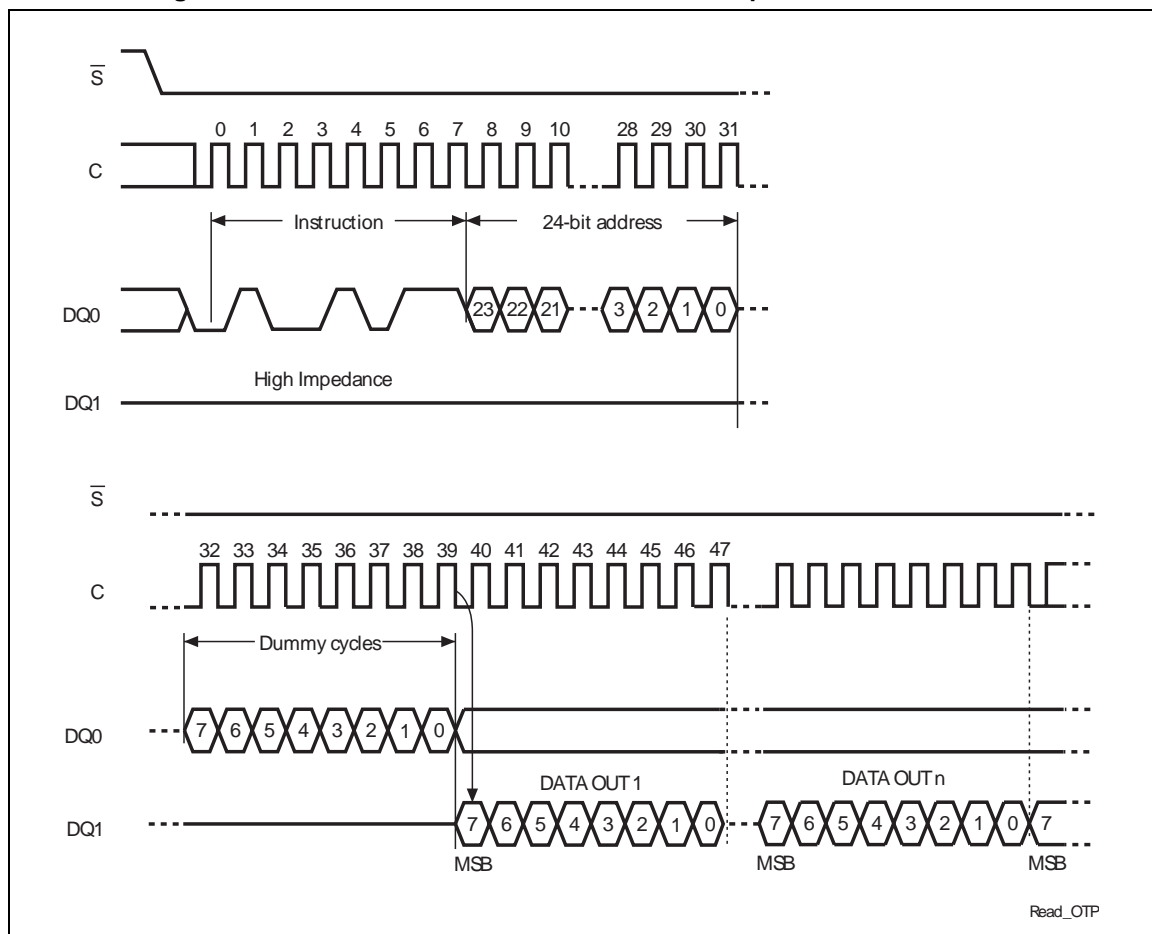 S
0 1 2 3 4 5 6 7 8 9 10 28 29 30 31
C
Instruction 24-bit address
DQ0 23 22 21 3 2 1 0
High Impedance
DQ1
S
32 33 34 35 36 37 38 39 40 41 42 43 44 45 46 47
C
Dummy cycles
DQ0 7 6 5 4 3 2 1 0
DATA OUT 1 DATA OUT n
DQ1 7 6 5 4 3 2 1 0 7 6 5 4 3 2 1 0 7
MSB MSB MSB
Read_OTP